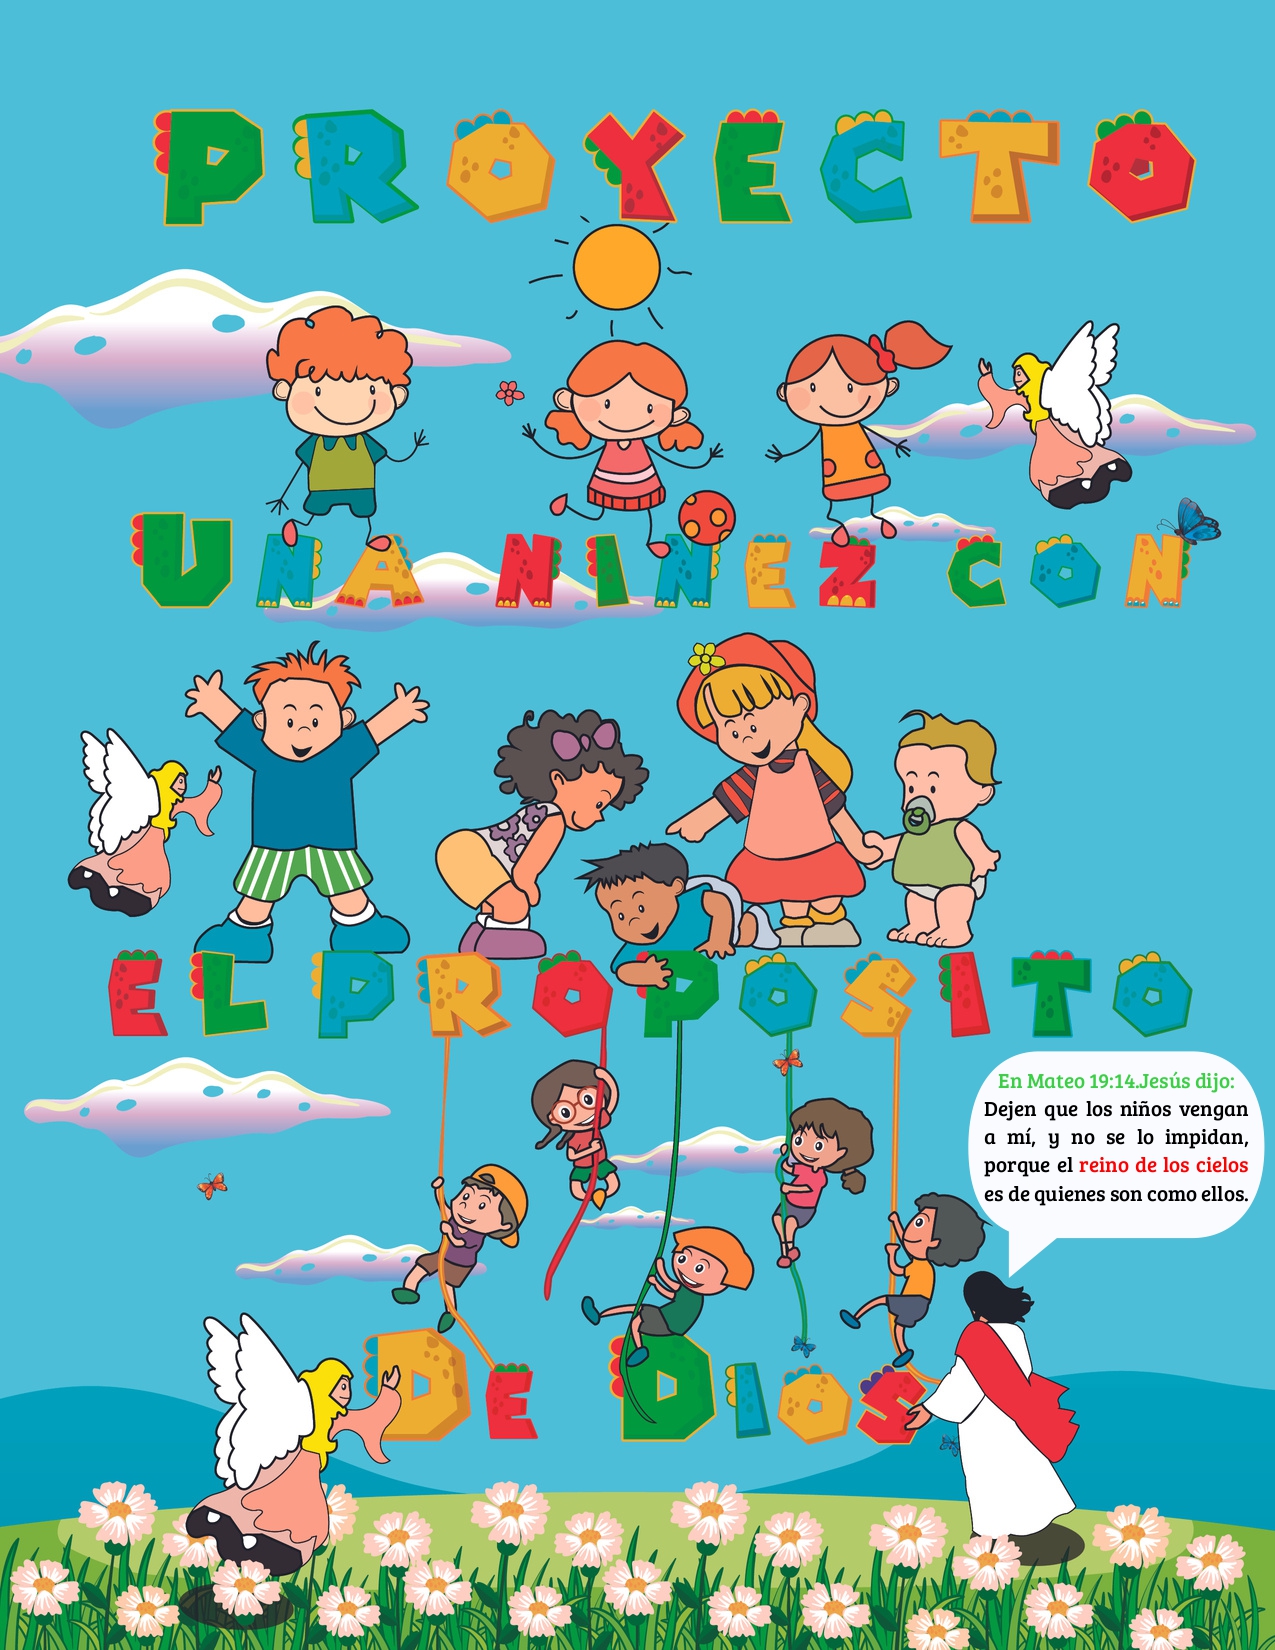 PROYECTO
UNA NIÑEZ CON
EL PROPOSITO
En Mateo 19:14.Jesús dijo:
Dejen que los niños vengan
a mí, y no se lo impidan,
porque el reino de los cielos
es de quienes son como ellos.
DE DIOS